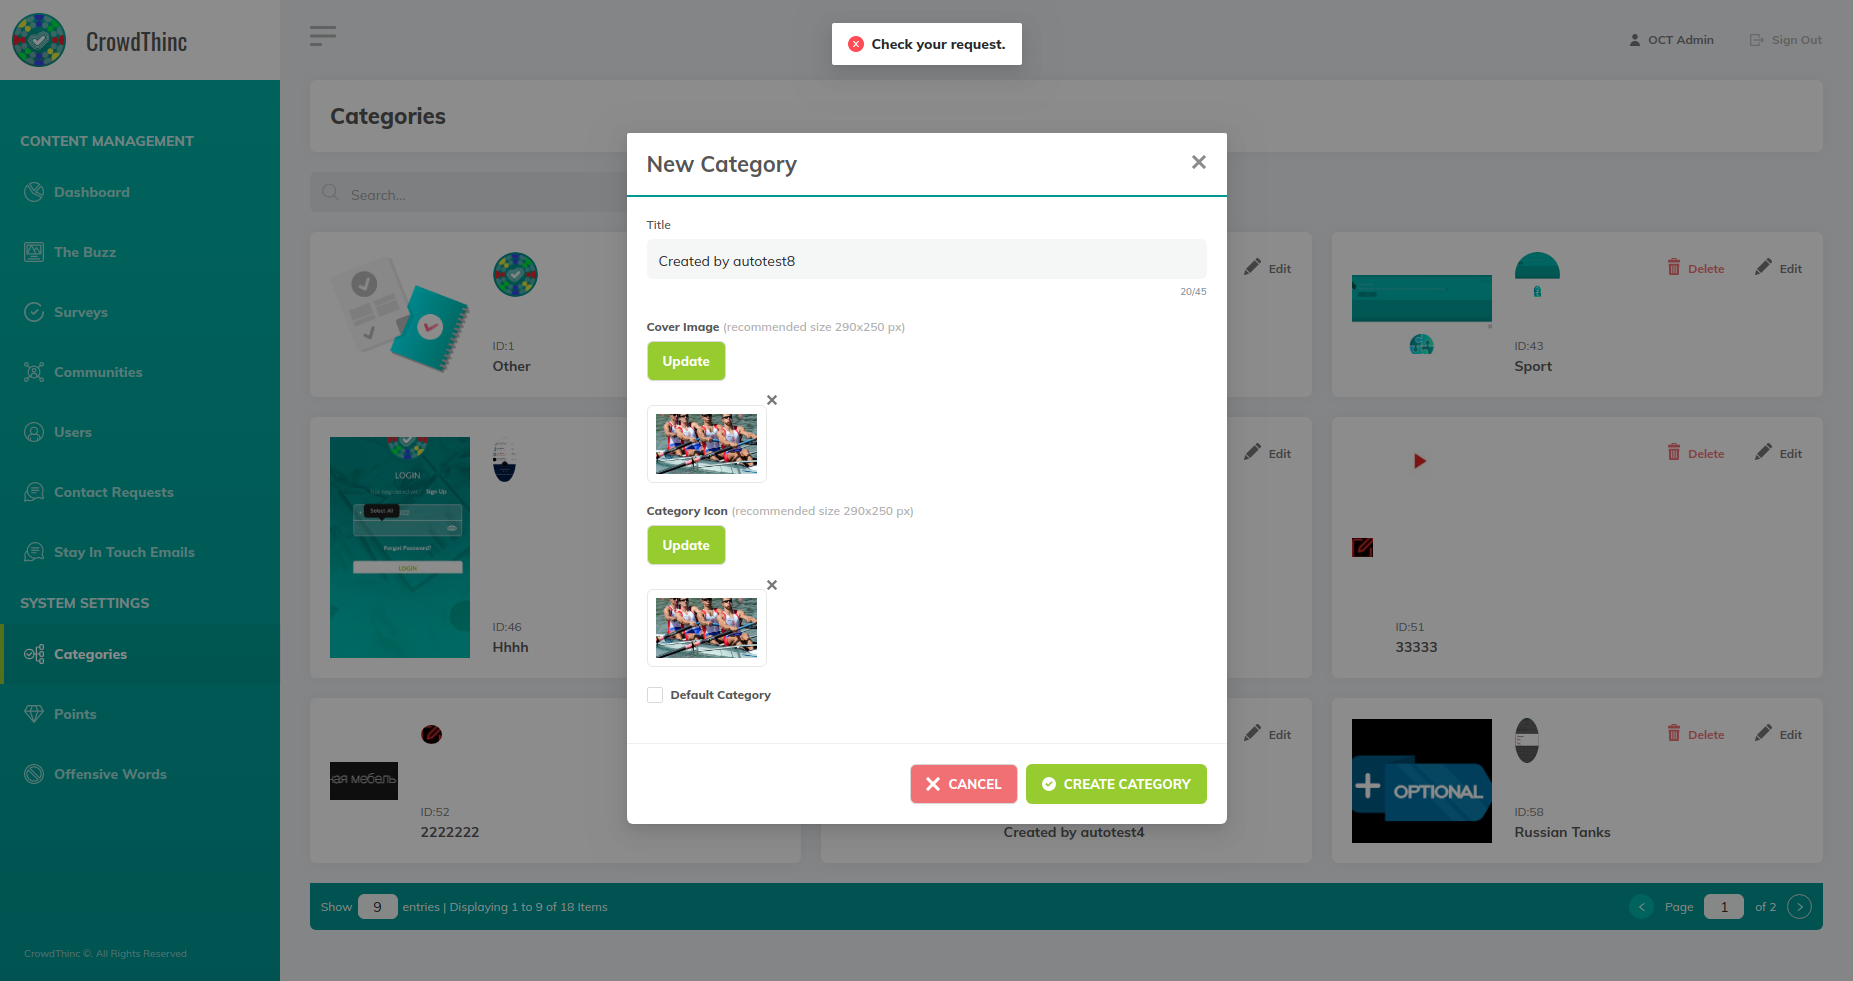 CrowdThinc
Check your request.
OCT Admin
Sign Out
CONTENT MANAGEMENT
Dashboard
The Buzz
Surveys
Communities
Users
Contact Requests
Stay In Touch Emails
SYSTEM SETTINGS
Categories
Points
Offensive Words
CrowdThinc ©. All Rights Reserved
Categories
Search...
ID:1
Other
Edit
Delete
Edit
ID:43
Sport
LOGIN
Sign Up
Select All
Forgot Password?
LOGIN
ID:46
Hhhh
Edit
Delete
Edit
ID:51
33333
ная мебель
ID:52
2222222
Edit
Created by autotest4
Delete
Edit
OPTIONAL
ID:58
Russian Tanks
New Category
Title
Created by autotest8
20/45
Cover Image (recommended size 290x250 px)
Update
Category Icon (recommended size 290x250 px)
Update
Default Category
CANCEL
CREATE CATEGORY
Show 9 entries | Displaying 1 to 9 of 18 Items
Page 1 of 2